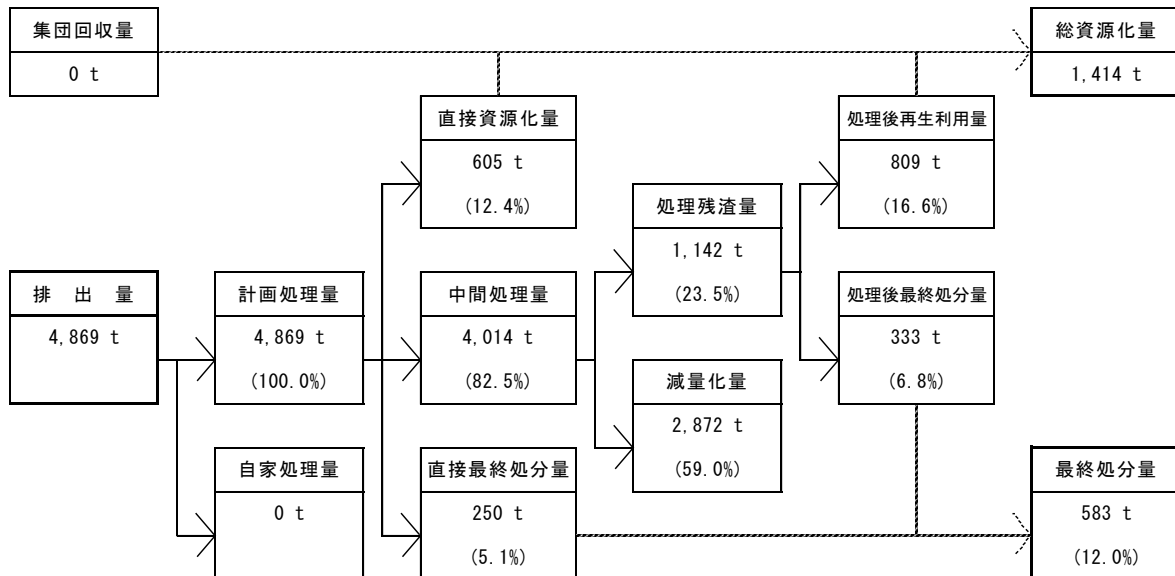 集団回収量
0 t
総資源化量
1,414 t
直接資源化量
605 t
(12.4%)
処理後再生利用量
809 t
(16.6%)
処理残渣量
1,142 t
(23.5%)
排 出 量
4,869 t
計画処理量
4,869 t
(100.0%)
中間処理量
4,014 t
(82.5%)
処理後最終処分量
333 t
(6.8%)
減量化量
2,872 t
(59.0%)
自家処理量
0 t
直接最終処分量
250 t
(5.1%)
最終処分量
583 t
(12.0%)